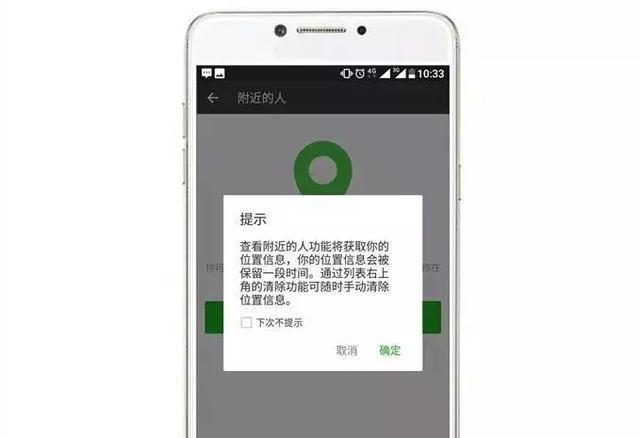 4G 3G 10:33
附近的人
提示
查看附近的人功能将获取你的
位置信息，你的位置信息会被
保留一段时间。通过列表右上
角的清除功能可随时手动清除
位置信息。
你可
你在
下次不提示
取消 确定